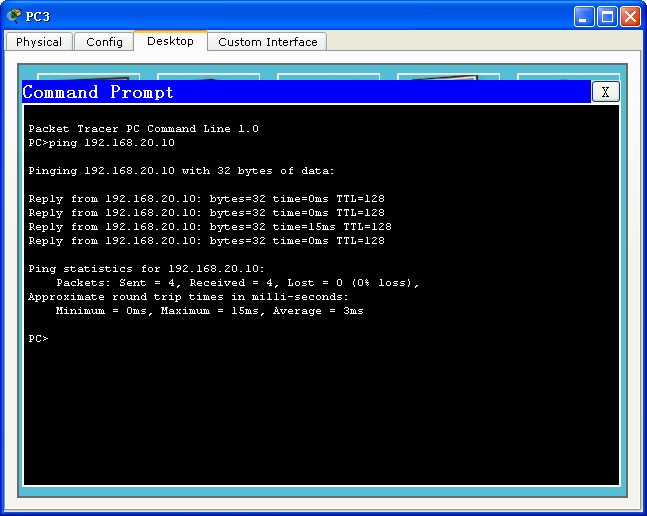 PC3
Physical
Config
Desktop
Custom Interface
Command Prompt
X
Packet Tracer PC Command Line 1.0
PC>ping 192.168.20.10
Pinging 192.168.20.10 with 32 bytes of data:
Reply from 192.168.20.10: bytes=32 time=0ms TTL=128
Reply from 192.168.20.10: bytes=32 time=0ms TTL=128
Reply from 192.168.20.10: bytes=32 time=15ms TTL=128
Reply from 192.168.20.10: bytes=32 time=0ms TTL=128
Ping statistics for 192.168.20.10:
Packets: Sent = 4, Received = 4, Lost = 0 (0% loss),
Approximate round trip times in milli-seconds:
Minimum = 0ms, Maximum = 15ms, Average = 3ms
PC>